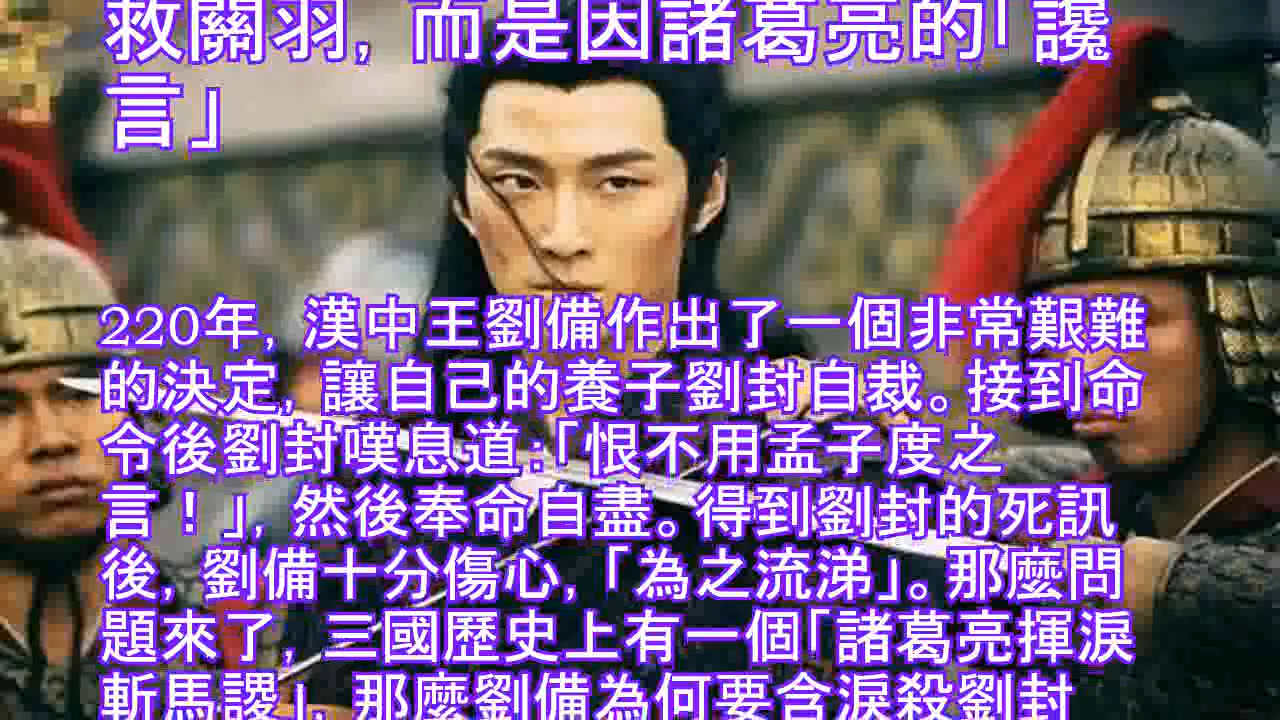 救關羽, 而是因諸葛亮的「讒
言」
220年, 漢中王劉備作出了一個非常艱難
的決定, 讓自己的養子劉封自裁。接到命
令後劉封嘆息道:「恨不用孟子度之
言！」, 然後奉命自盡。得到劉封的死訊
後, 劉備十分傷心, 「為之流涕」。那麼問
題來了, 三國歷史上有一個「諸葛亮揮淚
斬馬謖」, 那麼劉備為何要含淚殺劉封